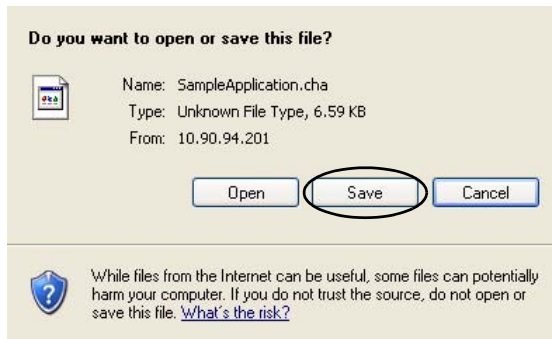 Do you want to open or save this file?
Name: SampleApplication.cha
Type: Unknown File Type, 6.59 KB
From: 10.90.94.201
Open Save Cancel
While files from the Internet can be useful, some files can potentially
harm your computer. If you do not trust the source, do not open or
save this file. What's the risk?